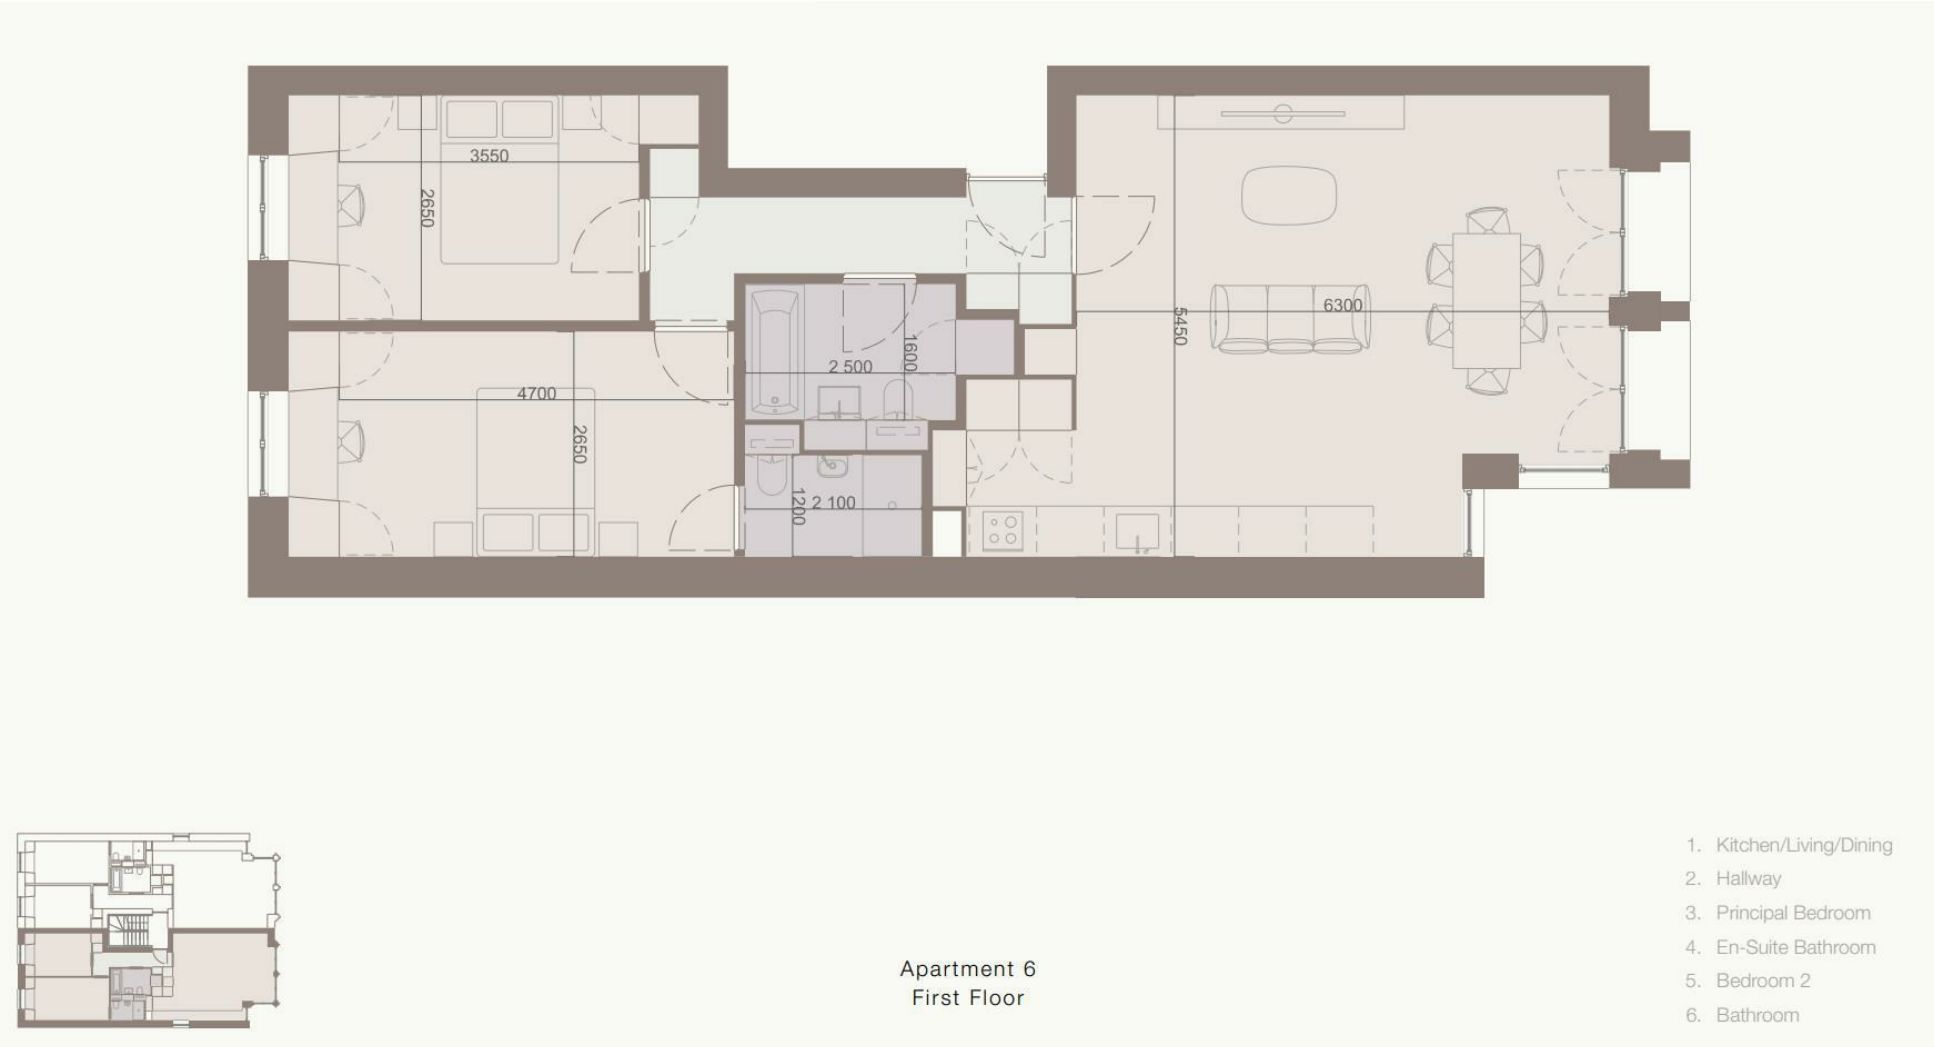 3550
2650
6300
5450
1600
2 500
4700
2650
1200
2 100
1. Kitchen/Living/Dining
2. Hallway
3. Principal Bedroom
4. En-Suite Bathroom
5. Bedroom 2
6. Bathroom
Apartment 6
First Floor